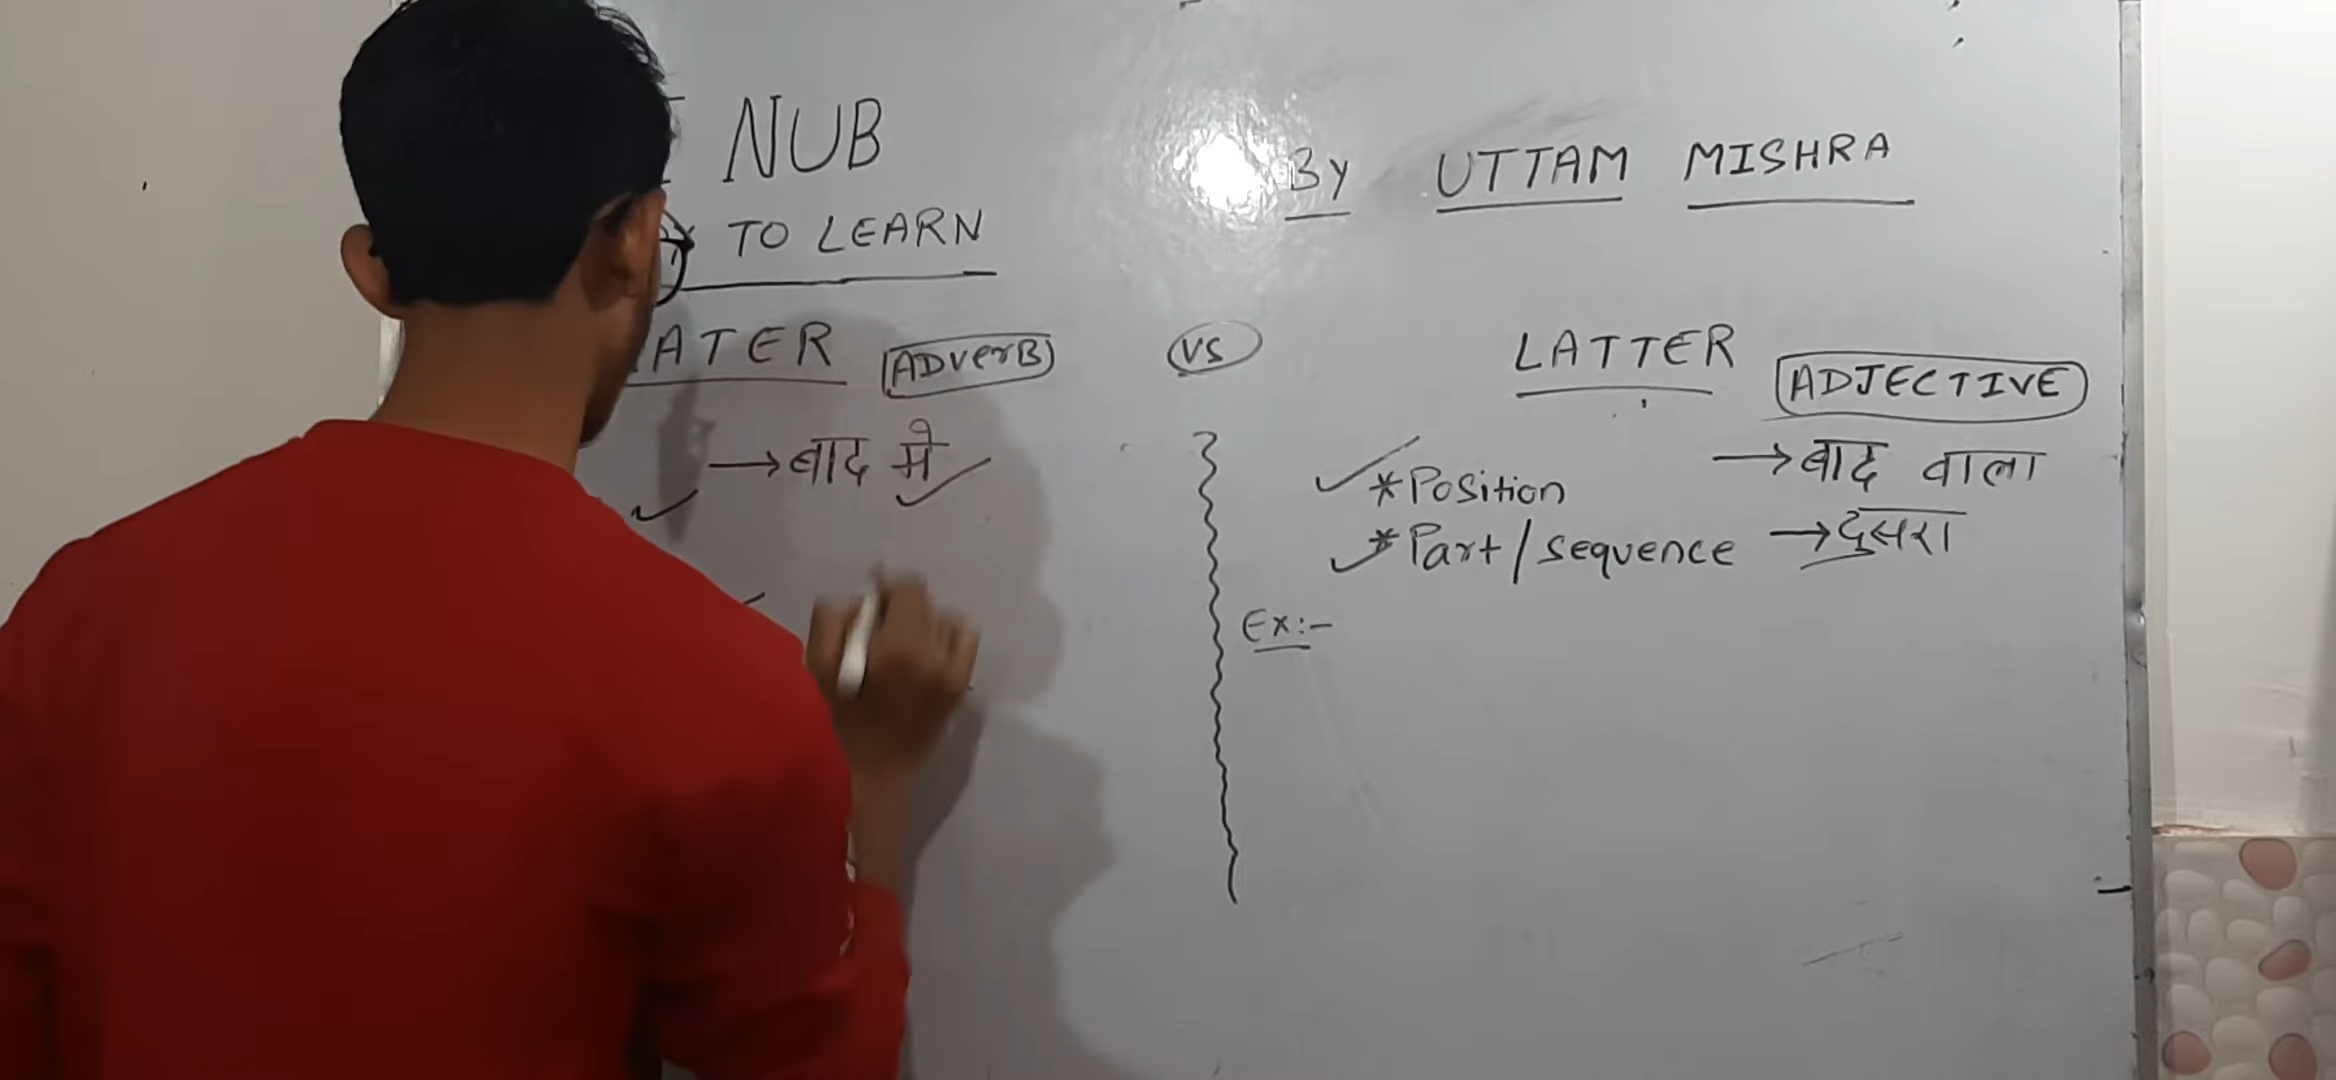 NUB
BY UTTAM MISHRA
TO LEARN
ATER ADVerB VS LATTER ADJECTIVE
→ बाद मे
* Position → बाद वाला
* Part/sequence → दुसरा
Ex:-